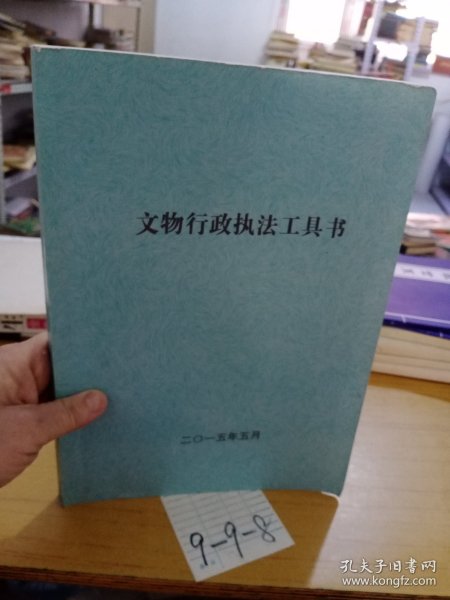 文物行政执法工具书
二〇一五年五月
9-9-8
孔夫子旧书网
www.kongfz.com